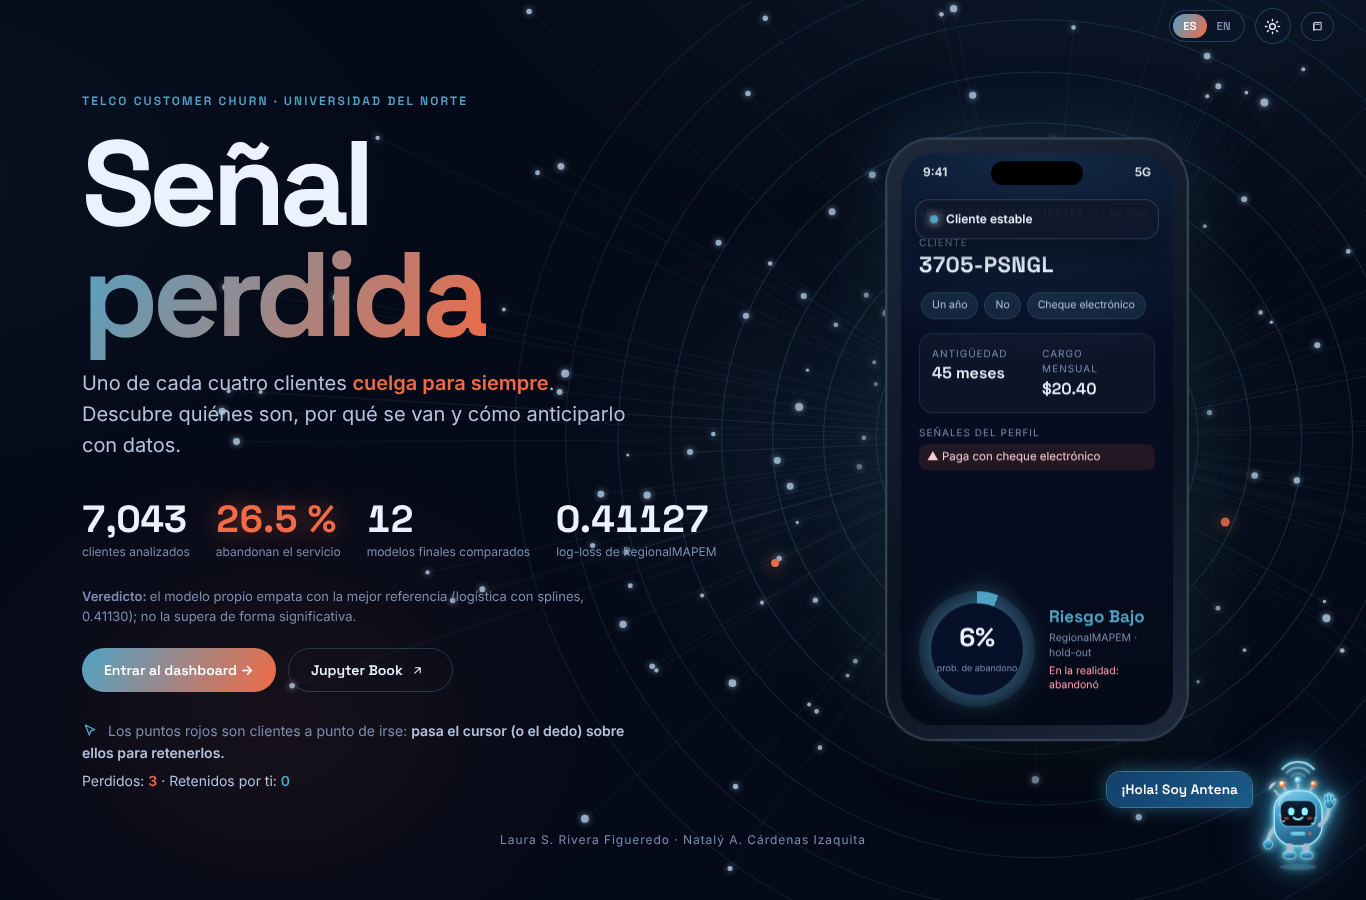 ES EN
TELCO CUSTOMER CHURN · UNIVERSIDAD DEL NORTE
Señal
perdida
Uno de cada cuatro clientes cuelga para siempre.
Descubre quiénes son, por qué se van y cómo anticiparlo
con datos.
7,043
clientes analizados
26.5 %
abandonan el servicio
12
modelos finales comparados
0.41127
log-loss de RegionalMAPEM
Veredicto: el modelo propio empata con la mejor referencia (logística con splines,
0.41130); no la supera de forma significativa.
Entrar al dashboard →
Jupyter Book ↗
Los puntos rojos son clientes a punto de irse: pasa el cursor (o el dedo) sobre
ellos para retenerlos.
Perdidos: 3 · Retenidos por ti: 0
9:41 5G
Cliente estable
CLIENTE
3705-PSNGL
Un año No Cheque electrónico
ANTIGÜEDAD
45 meses
CARGO
MENSUAL
$20.40
SEÑALES DEL PERFIL
▲ Paga con cheque electrónico
6%
prob. de abandono
Riesgo Bajo
RegionalMAPEM ·
hold-out
En la realidad:
abandonó
¡Hola! Soy Antena
Laura S. Rivera Figueredo · Natalý A. Cárdenas Izaquita